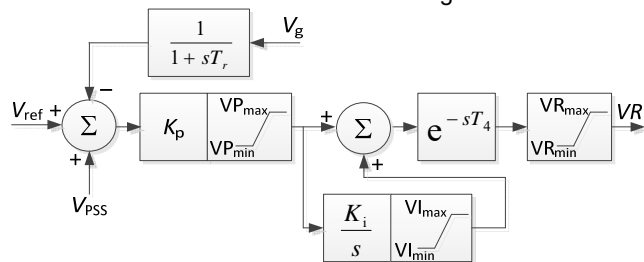 1
1 + sT_r
V_g
V_ref
+
−
+
Σ
K_p
VP_max
VP_min
+
Σ
+
e^{-sT_4}
VR_max
VR_min
VR
V_PSS
K_i
s
VI_max
VI_min